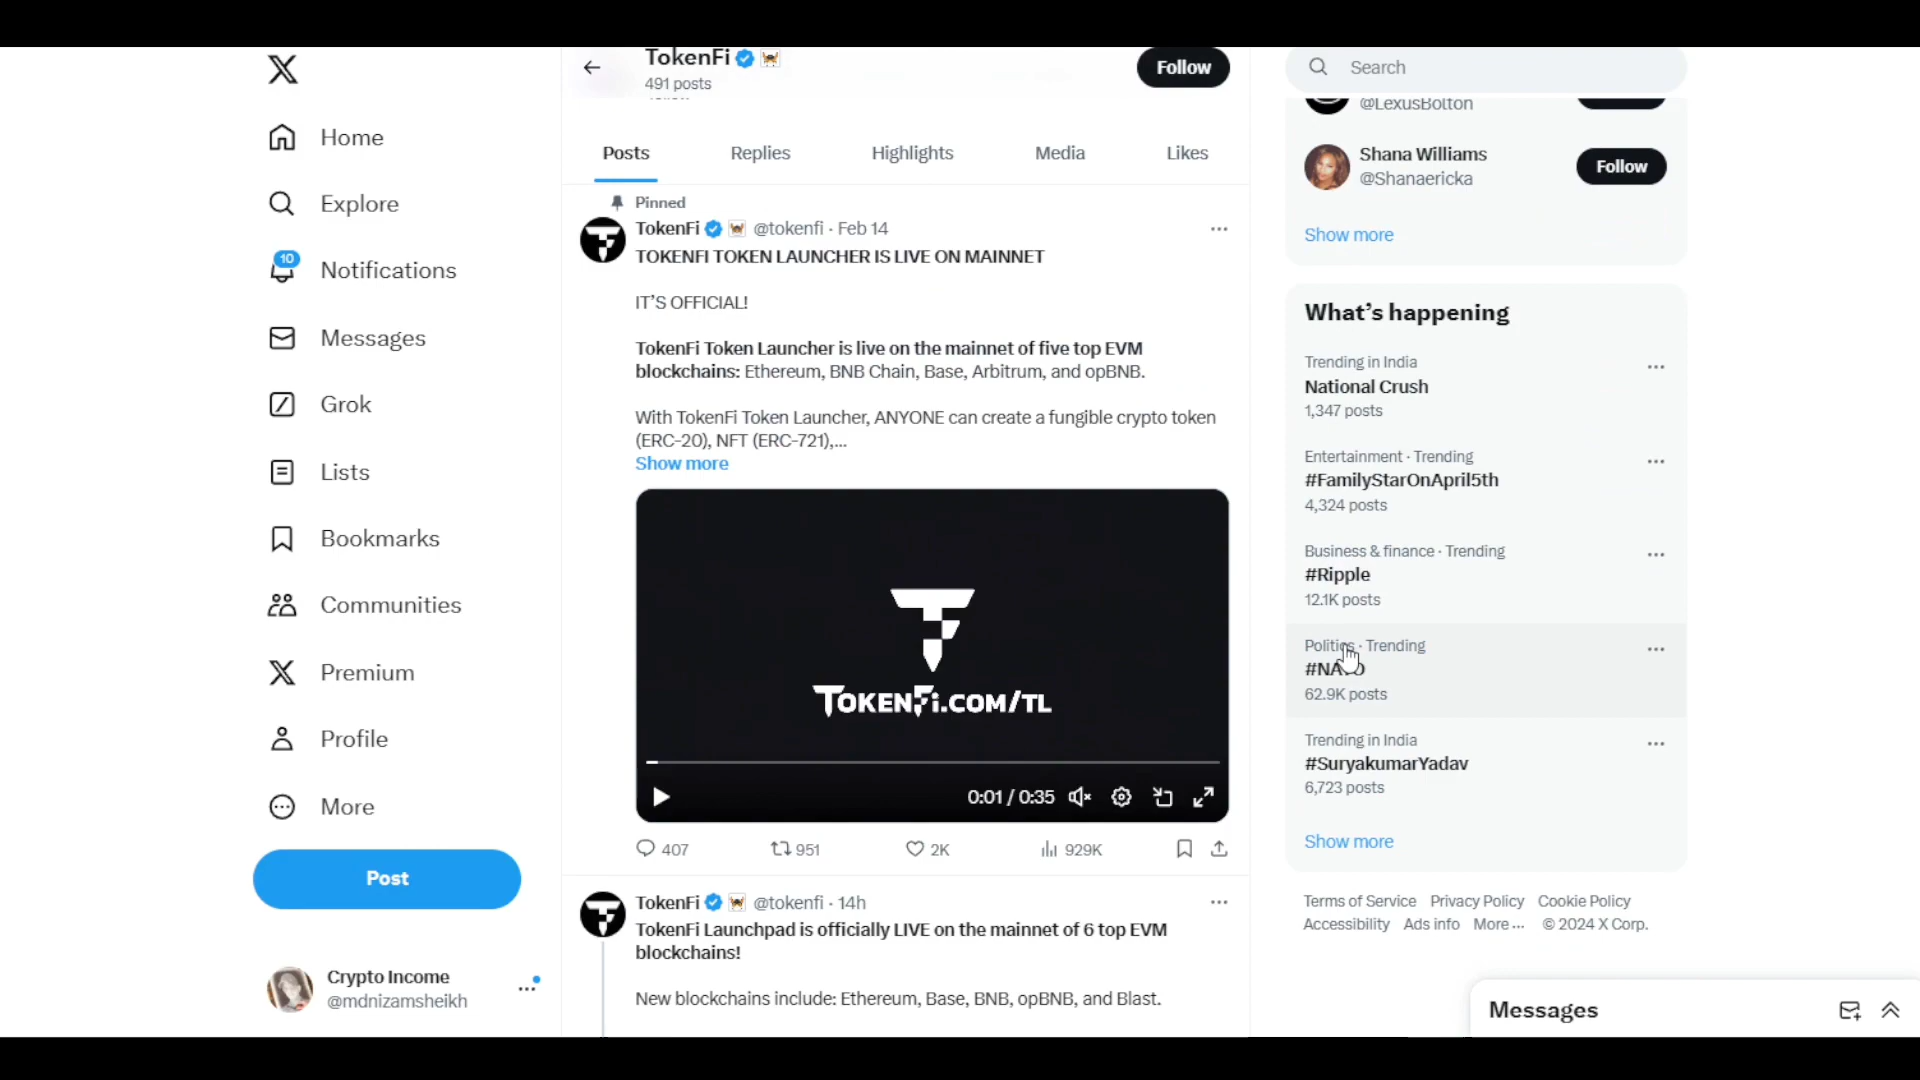 Home
Explore
10
Notifications
Messages
Grok
Lists
Bookmarks
Communities
Premium
Profile
More
Post
Crypto Income
@mdnizamsheikh
TokenFi
491 posts
Follow
Posts
Replies
Highlights
Media
Likes
Pinned
TokenFi @tokenfi · Feb 14
TOKENFI TOKEN LAUNCHER IS LIVE ON MAINNET
IT'S OFFICIAL!
TokenFi Token Launcher is live on the mainnet of five top EVM
blockchains: Ethereum, BNB Chain, Base, Arbitrum, and opBNB.
With TokenFi Token Launcher, ANYONE can create a fungible crypto token
(ERC-20), NFT (ERC-721),...
Show more
TOKENFI.COM/TL
0:01 / 0:35
407
951
2K
929K
TokenFi @tokenfi · 14h
TokenFi Launchpad is officially LIVE on the mainnet of 6 top EVM
blockchains!
New blockchains include: Ethereum, Base, BNB, opBNB, and Blast.
Search
@LexusBolton
Shana Williams
@Shanaericka
Follow
Show more
What's happening
Trending in India
National Crush
1,347 posts
Entertainment · Trending
#FamilyStarOnApril5th
4,324 posts
Business & finance · Trending
#Ripple
12.1K posts
Politics · Trending
#NATO
62.9K posts
Trending in India
#SuryakumarYadav
6,723 posts
Show more
Terms of Service Privacy Policy Cookie Policy
Accessibility Ads info More ... © 2024 X Corp.
Messages